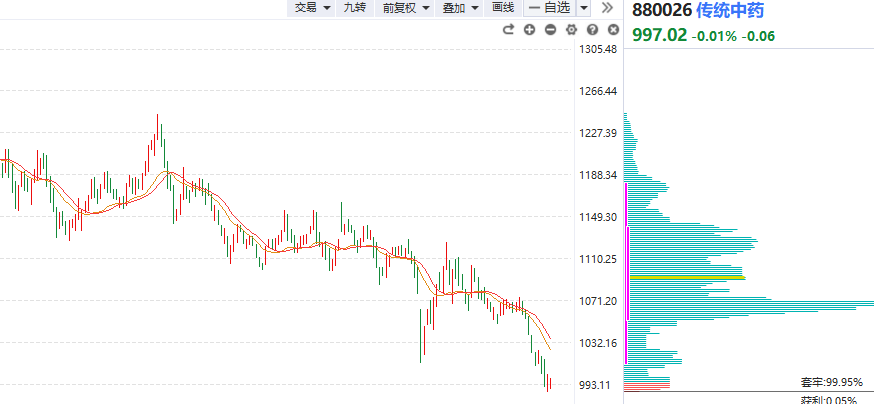 交易 九转 前复权 叠加 画线 一自选
880026 传统中药
997.02 -0.01% -0.06
1305.48
1266.44
1227.39
1188.34
1149.30
1110.25
1071.20
1032.16
993.11
套牢:99.95%
获利:0.05%